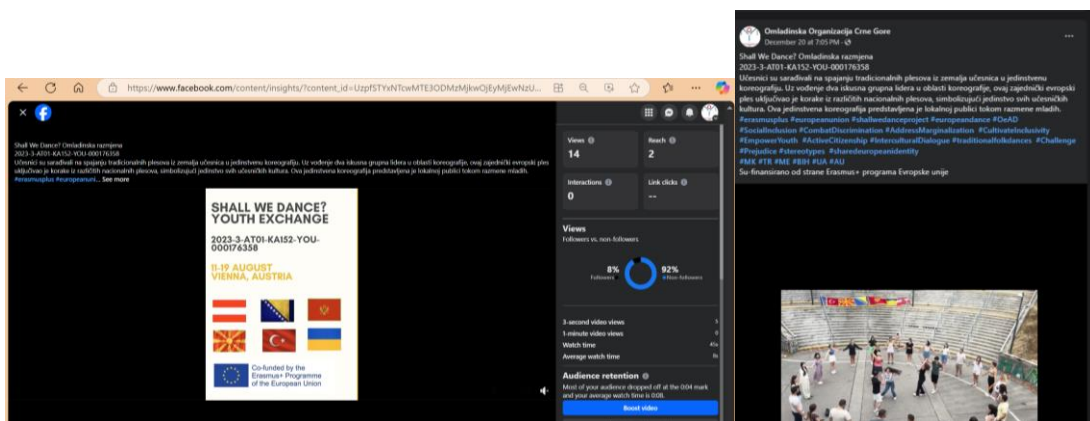 https://www.facebook.com/content/insights/?content_id=
Shall We Dance? Omladinska razmjena
2023-3-AT01-KA152-YOU-000176358
Učesnici su sarađivali na spajanju tradicionalnih plesova iz zemalja učesnica u jedinstvenu koreografiju. Uz vođenje dva iskusna grupna lidera u oblasti koreografije, ovaj zajednički evropski ples
uključivao je korake iz različitih nacionalnih plesova, simbolizujući jedinstvo svih učesničkih kultura. Ova jedinstvena koreografija predstavljena je lokalnoj publici tokom razmene mladih.
#erasmusplus #europeanuni... See more
SHALL WE DANCE?
YOUTH EXCHANGE
2023-3-AT01-KA152-YOU-
000176358
11-19 AUGUST
VIENNA, AUSTRIA
Co-funded by the
Erasmus+ Programme
of the European Union
Views
14
Reach
2
Interactions
0
Link clicks
--
Views
Followers vs. non-followers
8%
Followers
92%
Non-followers
3-second video views 5
1-minute video views 0
Watch time 45s
Average watch time 8s
Audience retention
Most of your audience dropped off at the 0:04 mark
and your average watch time is 0:08.
Boost video
Omladinska Organizacija Crne Gore
December 20 at 7:05 PM
Shall We Dance? Omladinska razmjena
2023-3-AT01-KA152-YOU-000176358
Učesnici su sarađivali na spajanju tradicionalnih plesova iz zemalja učesnica u jedinstvenu
koreografiju. Uz vođenje dva iskusna grupna lidera u oblasti koreografije, ovaj zajednički evropski
ples uključivao je korake iz različitih nacionalnih plesova, simbolizujući jedinstvo svih učesničkih
kultura. Ova jedinstvena koreografija predstavljena je lokalnoj publici tokom razmene mladih.
#erasmusplus #europeanunion #shallwedanceproject #europeandance #OeAD
#SocialInclusion #CombatDiscrimination #AddressMarginalization #CultivateInclusivity
#EmpowerYouth #ActiveCitizenship #InterculturalDialogue #traditionalfolkdances #Challenge
#Prejudice #stereotypes #sharedeuropeanidentity
#MK #TR #ME #BIH #UA #AU
Su-finansirano od strane Erasmus+ programa Evropske unije